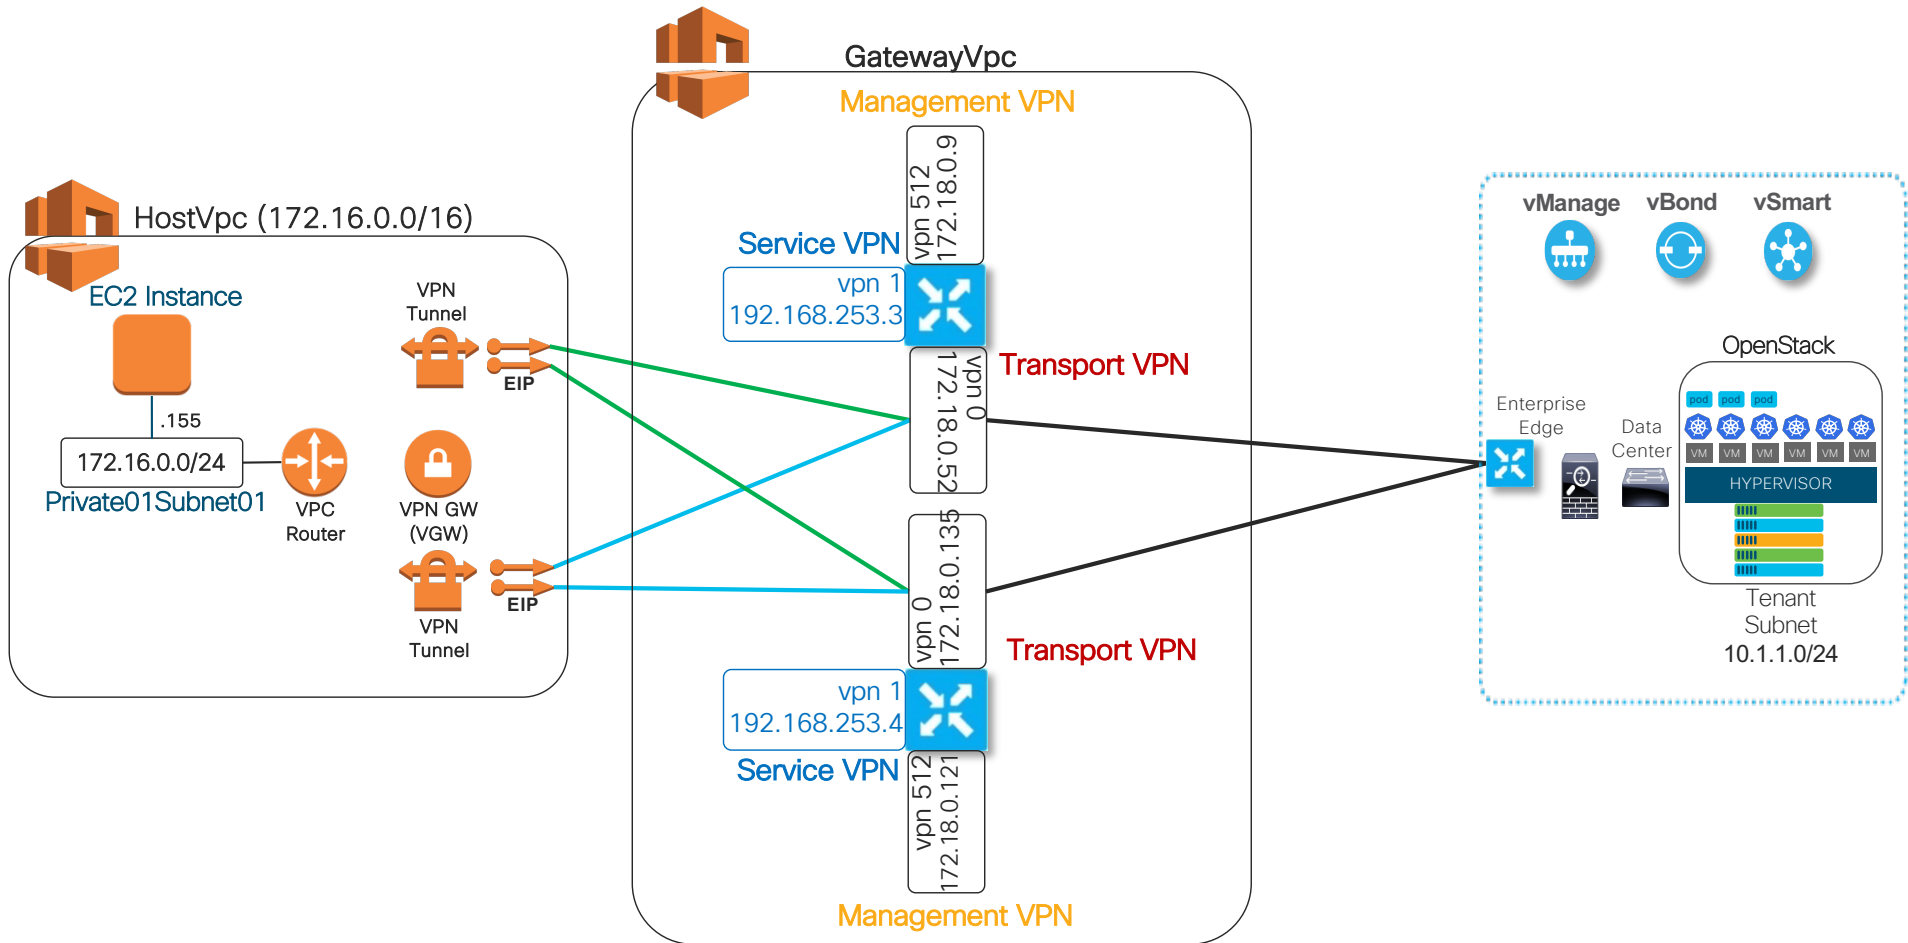 GatewayVpc
Management VPN
vpn 512
172.18.0.9
Service VPN
vpn 1
192.168.253.3
vpn 0
172.18.0.52
Transport VPN
vpn 0
172.18.0.135
Transport VPN
vpn 1
192.168.253.4
Service VPN
vpn 512
172.18.0.121
Management VPN
HostVpc (172.16.0.0/16)
EC2 Instance
.155
172.16.0.0/24
Private01Subnet01
VPC
Router
VPN
Tunnel
EIP
VPN GW
(VGW)
EIP
VPN
Tunnel
vManage
vBond
vSmart
OpenStack
Enterprise
Edge
Data
Center
pod pod pod
VM VM VM VM VM VM
HYPERVISOR
Tenant
Subnet
10.1.1.0/24